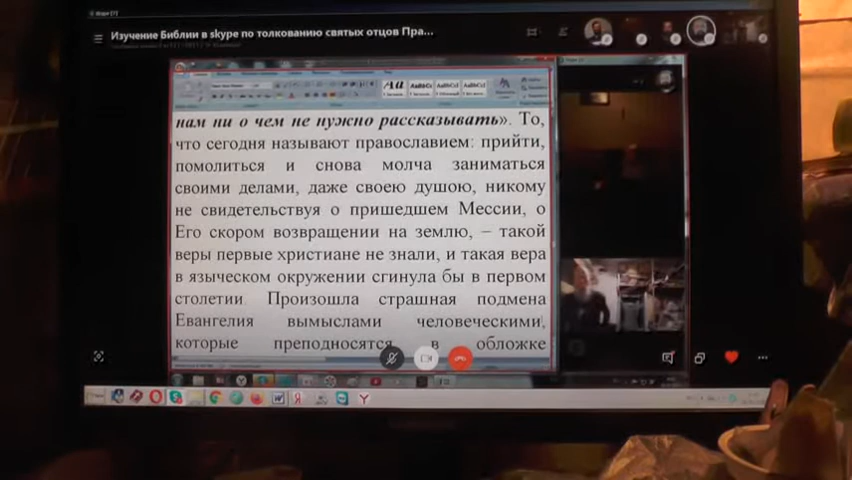 Изучение Библии в skype по толкованию святых отцов Пра...
нам ни о чем не нужно рассказывать». То,
что сегодня называют православием: прийти,
помолиться и снова молча заниматься
своими делами, даже своею душою, никому
не свидетельствуя о пришедшем Мессии, о
Его скором возвращении на землю, – такой
веры первые христиане не знали, и такая вера
в языческом окружении сгинула бы в первом
столетии. Произошла страшная подмена
Евангелия вымыслами человеческими,
которые преподносятся в обложке